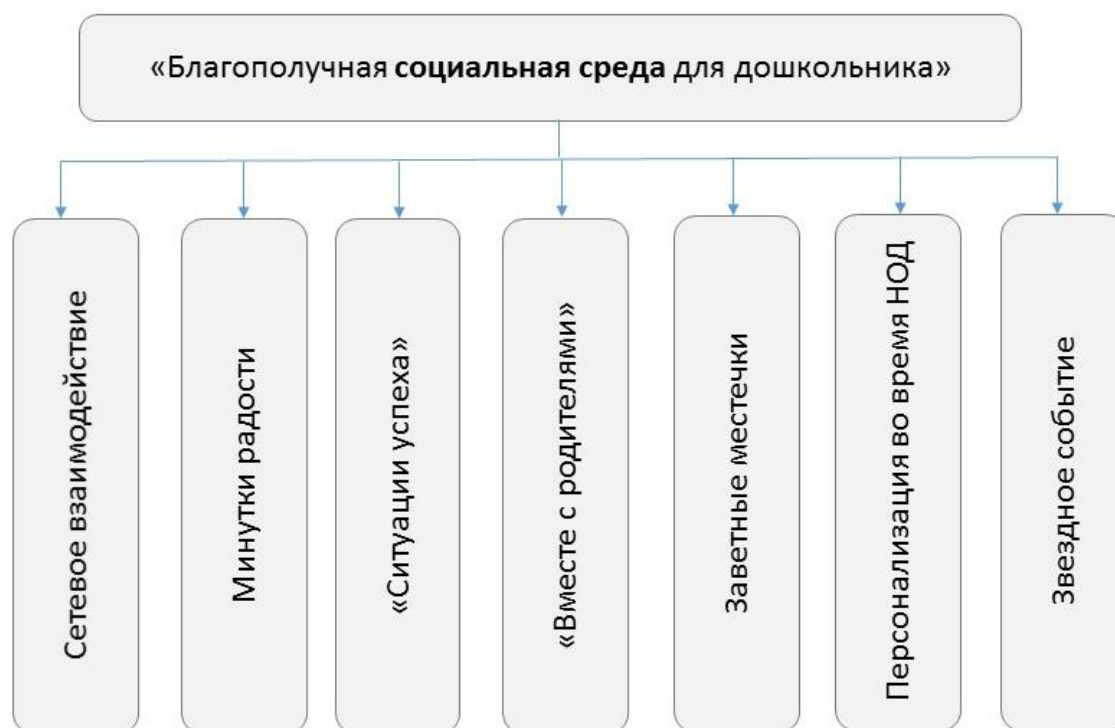 «Благополучная социальная среда для дошкольника»
Сетевое взаимодействие
Минутки радости
«Ситуации успеха»
«Вместе с родителями»
Заветные местечки
Персонализация во время НОД
Звездное событие